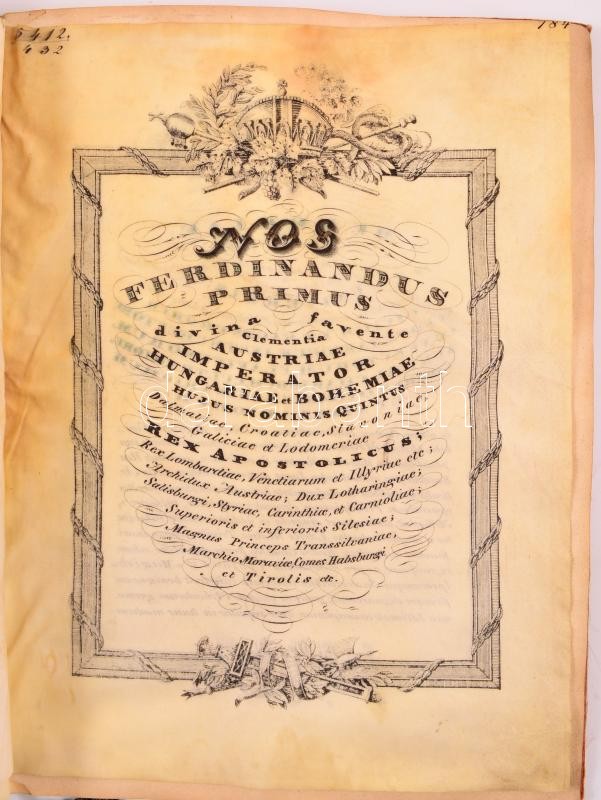 5412.
432
184
NOS
FERDINANDUS
PRIMUS
divina favente
Clementia
AUSTRIAE
IMPERATOR
HUNGARIAE et BOHEMIAE
HUJUS NOMINIS QUINTUS
Dalmatiae, Croatiae, Slavoniae,
Galiciae et Lodomeriae
REX APOSTOLICUS;
Rex Lombardiae, Venetiarum et Illyriae etc;
Archidux Austriae; Dux Lotharingiae;
Salisburgi, Styriae, Carinthiae, et Carnioliae;
Superioris et inferioris Silesiae;
Magnus Princeps Transsilvaniae,
Marchio Moraviae, Comes Habsburgi
et Tirolis etc.
darabanth